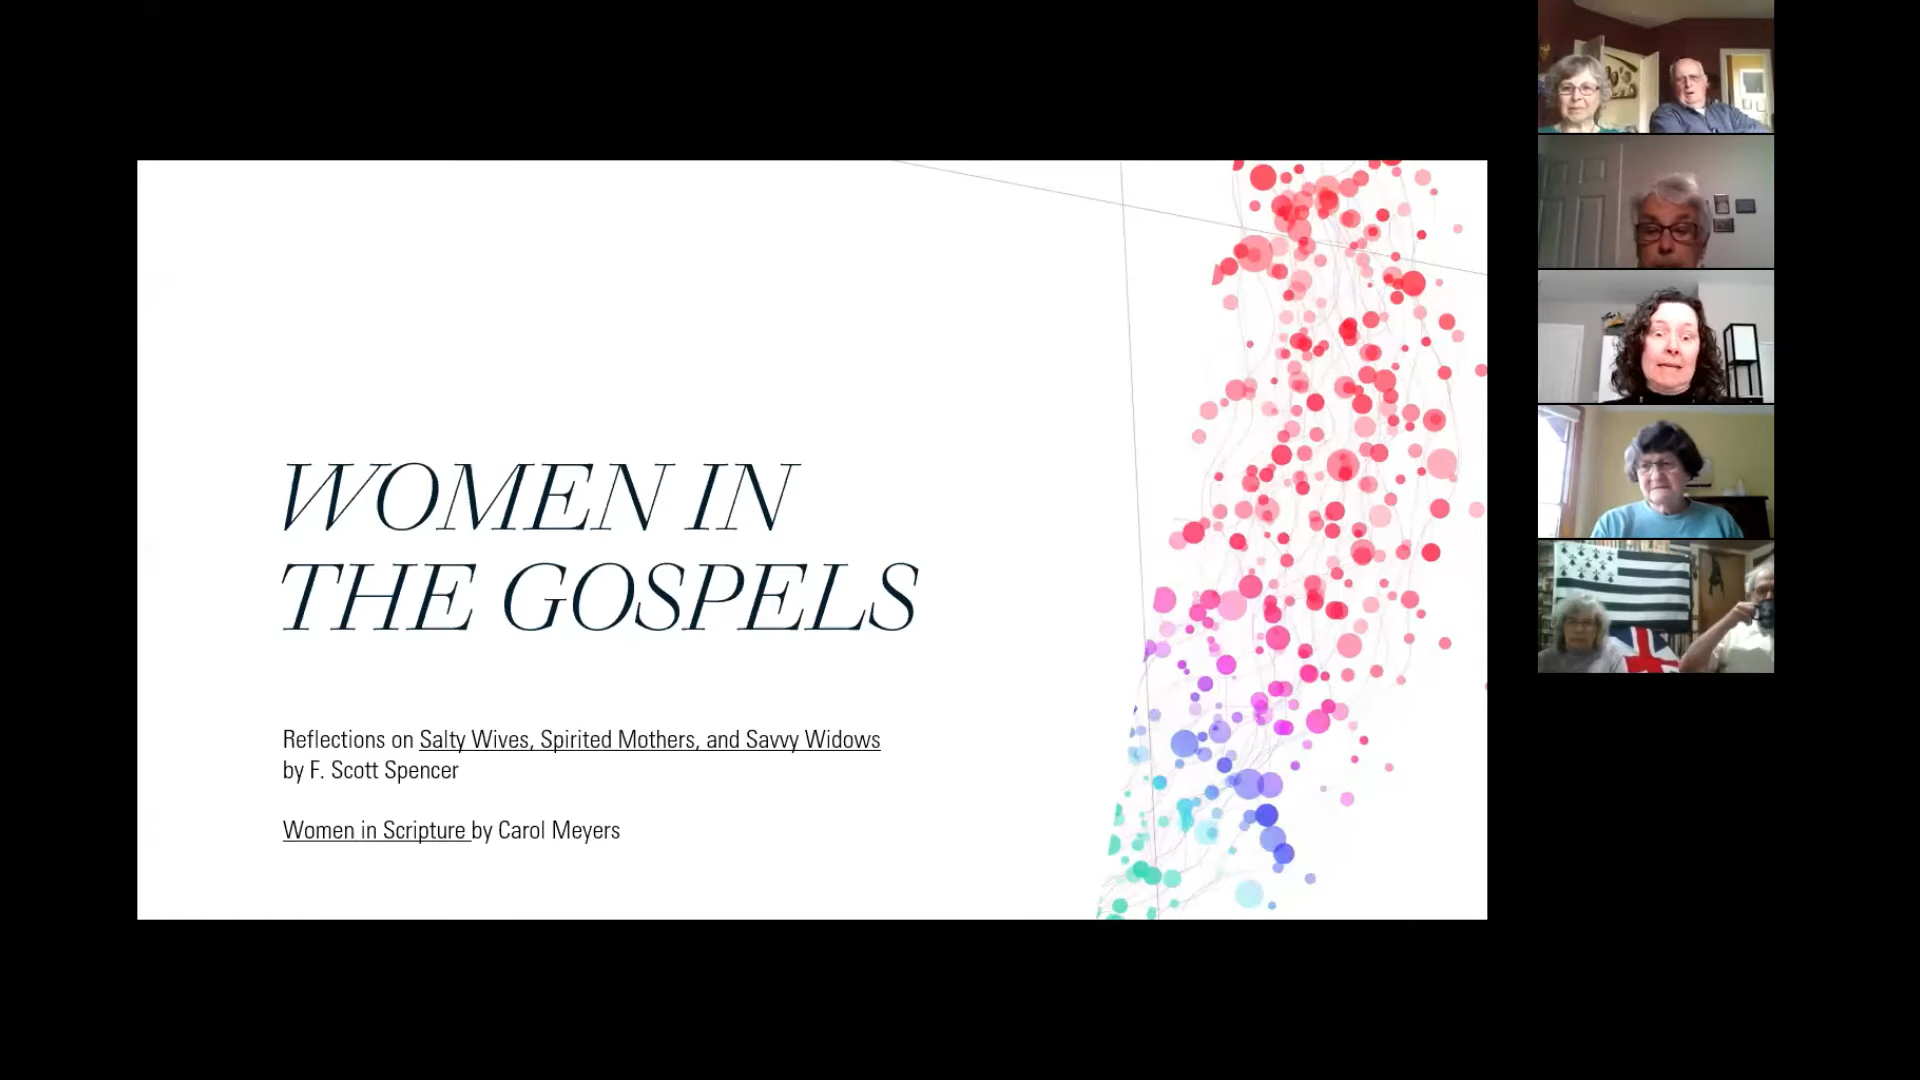 WOMEN IN
THE GOSPELS
Reflections on Salty Wives, Spirited Mothers, and Savvy Widows
by F. Scott Spencer
Women in Scripture by Carol Meyers